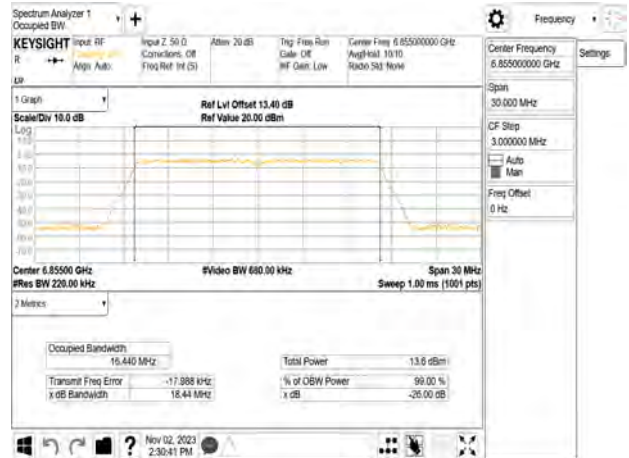 Spectrum Analyzer 1
Occupied BW
Frequency
KEYSIGHT
Input: RF
Input Z: 50 Ω
Atten: 20 dB
Trig: Free Run
Center Freq: 6.855000000 GHz
R
Corrections: Off
Gate: Off
Avg|Hold: 10/10
Align: Auto
Freq Ref: Int (S)
#IF Gain: Low
Radio Std: None
Center Frequency
6.855000000 GHz
Settings
Span
30.000 MHz
CF Step
3.000000 MHz
Auto
Man
Freq Offset
0 Hz
1 Graph
Ref Lvl Offset 13.40 dB
Scale/Div 10.0 dB
Ref Value 20.00 dBm
Log
Center 6.85500 GHz
#Video BW 680.00 kHz
Span 30 MHz
#Res BW 220.00 kHz
Sweep 1.00 ms (1001 pts)
2 Metrics
Occupied Bandwidth
16.440 MHz
Total Power
13.6 dBm
Transmit Freq Error
-17.988 kHz
% of OBW Power
99.00 %
x dB Bandwidth
18.44 MHz
x dB
-26.00 dB
Nov 02, 2023
2:30:41 PM